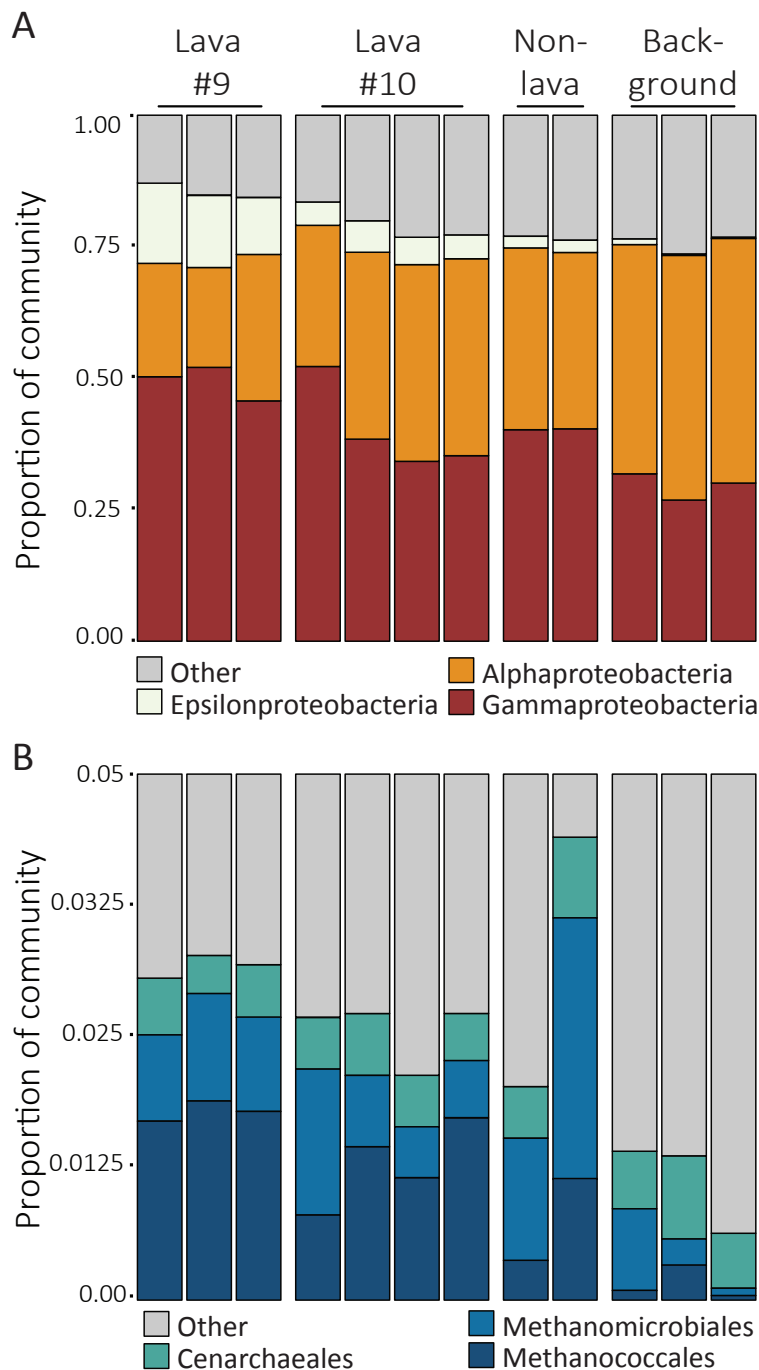 A
Lava #9
Lava #10
Non-lava
Back-ground
Proportion of community
1.00
0.75
0.50
0.25
0.00
Other
Alphaproteobacteria
Epsilonproteobacteria
Gammaproteobacteria
B
Proportion of community
0.05
0.0325
0.025
0.0125
0.00
Other
Methanomicrobiales
Cenarchaeales
Methanococcales